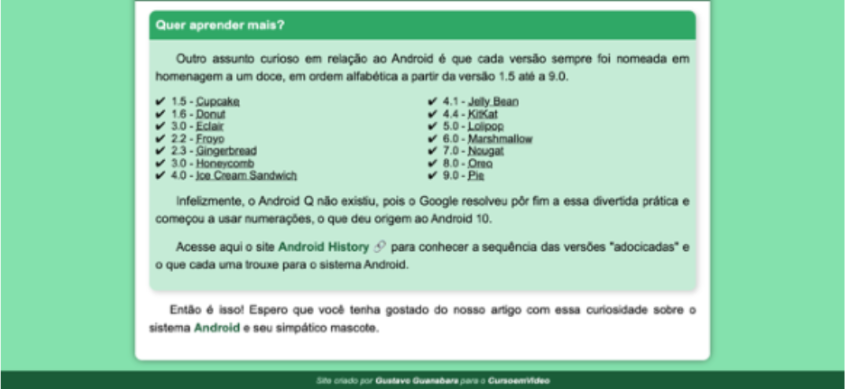 Quer aprender mais?
Outro assunto curioso em relação ao Android é que cada versão sempre foi nomeada em
homenagem a um doce, em ordem alfabética a partir da versão 1.5 até a 9.0.
✔ 1.5 - Cupcake
✔ 1.6 - Donut
✔ 3.0 - Eclair
✔ 2.2 - Froyo
✔ 2.3 - Gingerbread
✔ 3.0 - Honeycomb
✔ 4.0 - Ice Cream Sandwich
✔ 4.1 - Jelly Bean
✔ 4.4 - KitKat
✔ 5.0 - Lolipop
✔ 6.0 - Marshmallow
✔ 7.0 - Nougat
✔ 8.0 - Oreo
✔ 9.0 - Pie
Infelizmente, o Android Q não existiu, pois o Google resolveu pôr fim a essa divertida prática e
começou a usar numerações, o que deu origem ao Android 10.
Acesse aqui o site Android History 🔗 para conhecer a sequência das versões "adocicadas" e
o que cada uma trouxe para o sistema Android.
Então é isso! Espero que você tenha gostado do nosso artigo com essa curiosidade sobre o
sistema Android e seu simpático mascote.
Site criado por Gustavo Guanabara para o CursoemVideo